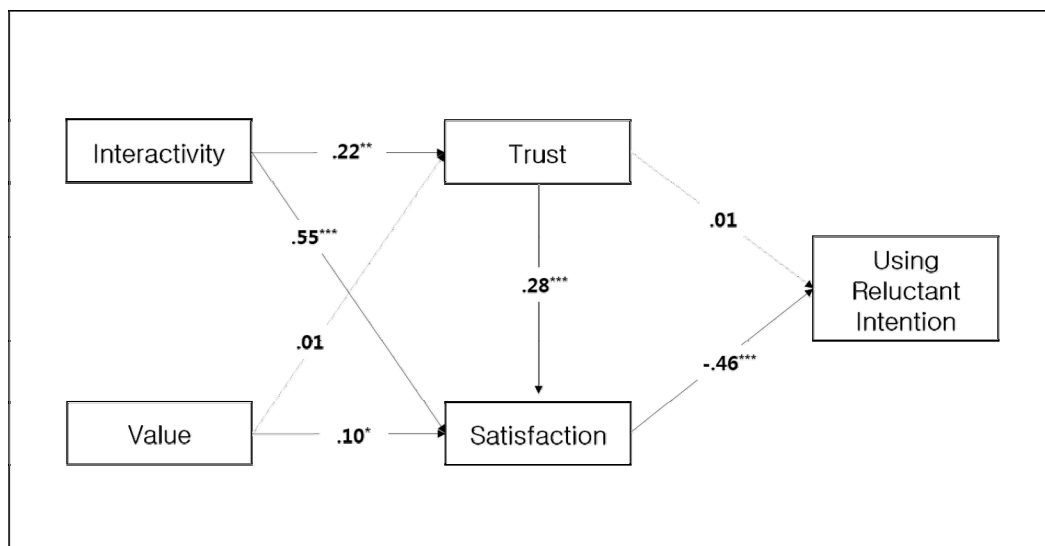 Interactivity
.22**
Trust
.55***
.01
.28***
.01
Using
Reluctant
Intention
-.46***
Value
.10*
Satisfaction